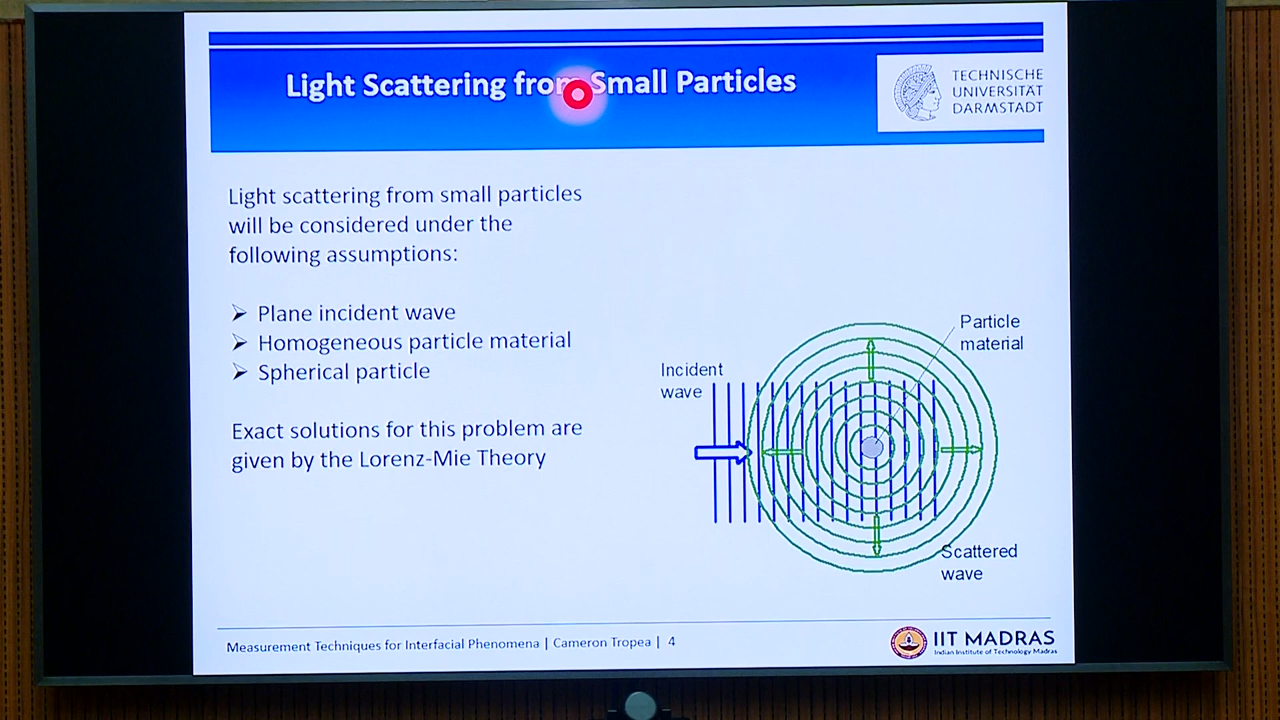 Light Scattering from Small Particles
TECHNISCHE
UNIVERSITÄT
DARMSTADT
Light scattering from small particles
will be considered under the
following assumptions:
➢ Plane incident wave
➢ Homogeneous particle material
➢ Spherical particle
Exact solutions for this problem are
given by the Lorenz-Mie Theory
Particle
material
Incident
wave
Scattered
wave
Measurement Techniques for Interfacial Phenomena | Cameron Tropea | 4
IIT MADRAS
Indian Institute of Technology Madras